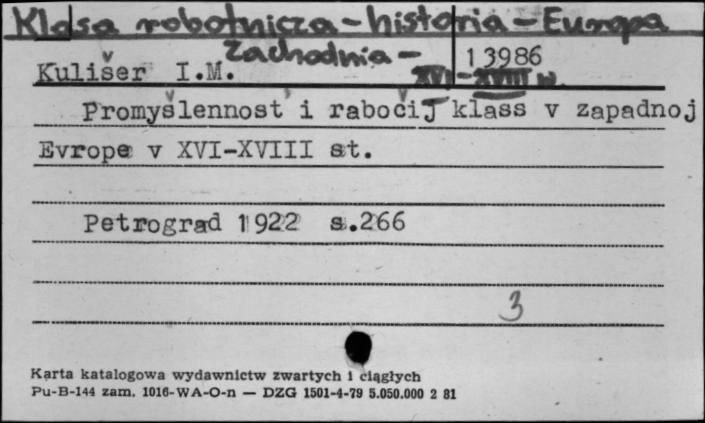 Klasa robotnicza - historia - Europa
Zachodnia -
XVI-XVIII w.
Kulišer I.M.
13986
Promyšlennost' i rabočij klass v zapadnoj
Evrope v XVI-XVIII st.
Petrograd 1922 s.266
3
Karta katalogowa wydawnictw zwartych i ciągłych
Pu-B-144 zam. 1016-WA-O-n — DZG 1501-4-79 5.050.000 2 81